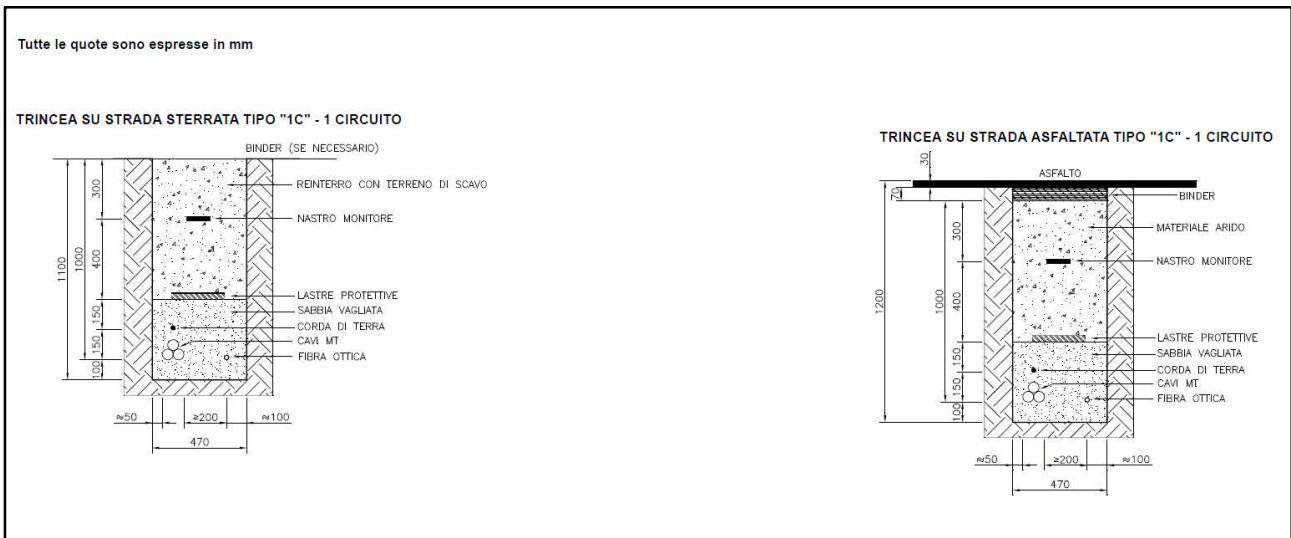 Tutte le quote sono espresse in mm
TRINCEA SU STRADA STERRATA TIPO "1C" - 1 CIRCUITO
BINDER (SE NECESSARIO)
REINTERRO CON TERRENO DI SCAVO
NASTRO MONITORE
LASTRE PROTETTIVE
SABBIA VAGLIATA
CORDA DI TERRA
CAVI MT
FIBRA OTTICA
1100
1000
300
400
150
150
100
≈50
≥200
≈100
470
TRINCEA SU STRADA ASFALTATA TIPO "1C" - 1 CIRCUITO
ASFALTO
BINDER
MATERIALE ARIDO
NASTRO MONITORE
LASTRE PROTETTIVE
SABBIA VAGLIATA
CORDA DI TERRA
CAVI MT
FIBRA OTTICA
30
70
1200
1000
300
400
150
150
100
≈50
≥200
≈100
470